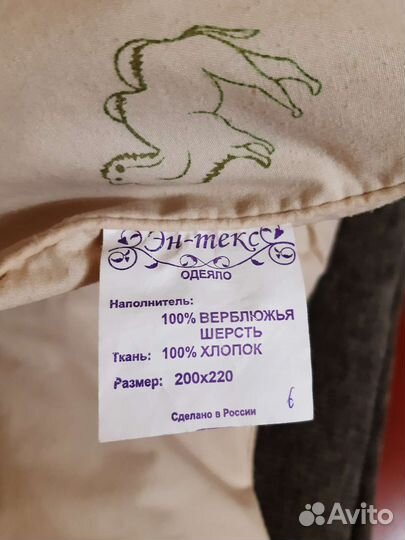 Эн-текс
ОДЕЯЛО
Наполнитель:
100% ВЕРБЛЮЖЬЯ
ШЕРСТЬ
Ткань: 100% ХЛОПОК
Размер: 200х220
Сделано в России
6
Avito